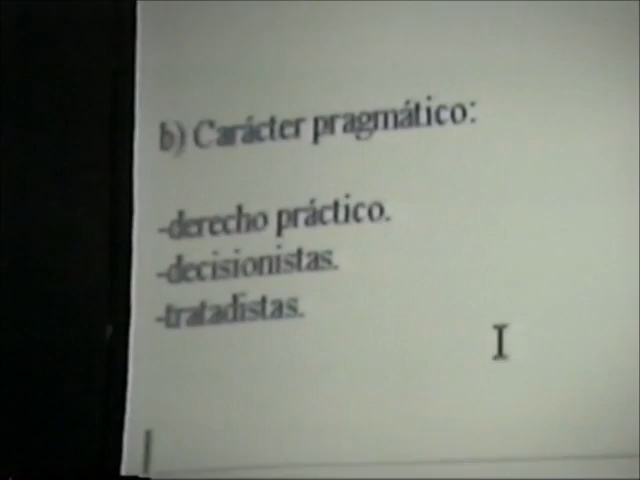 b) Carácter pragmático:
-derecho práctico.
-decisionistas.
-tratadistas.